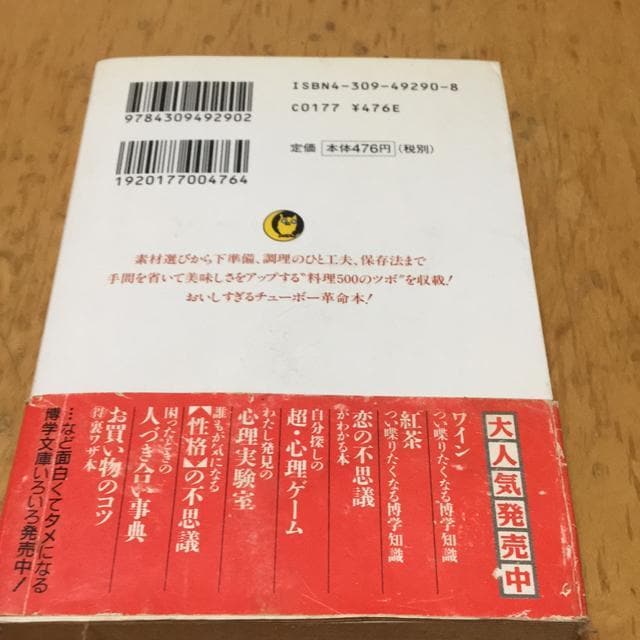 ISBN4-309-49290-8
C0177 ¥476E
9784309492902
定価 本体476円(税別)
1920177004764
素材選びから下準備、調理のひと工夫、保存法まで
手間を省いて美味しさをアップする"料理500のツボ"を収載!
おいしすぎるチューボー革命本!
大人気発売中
ワイン
つい喋りたくなる博学知識
紅茶
つい喋りたくなる博学知識
恋の不思議
がわかる本
自分探しの
超・心理ゲーム
わたし発見の
心理実験室
誰もが気になる
【性格】の不思議
困ったときの
人づき合い事典
お買い物のコツ
得裏ワザ本
…など面白くてタメになる
博学文庫いろいろ発売中!